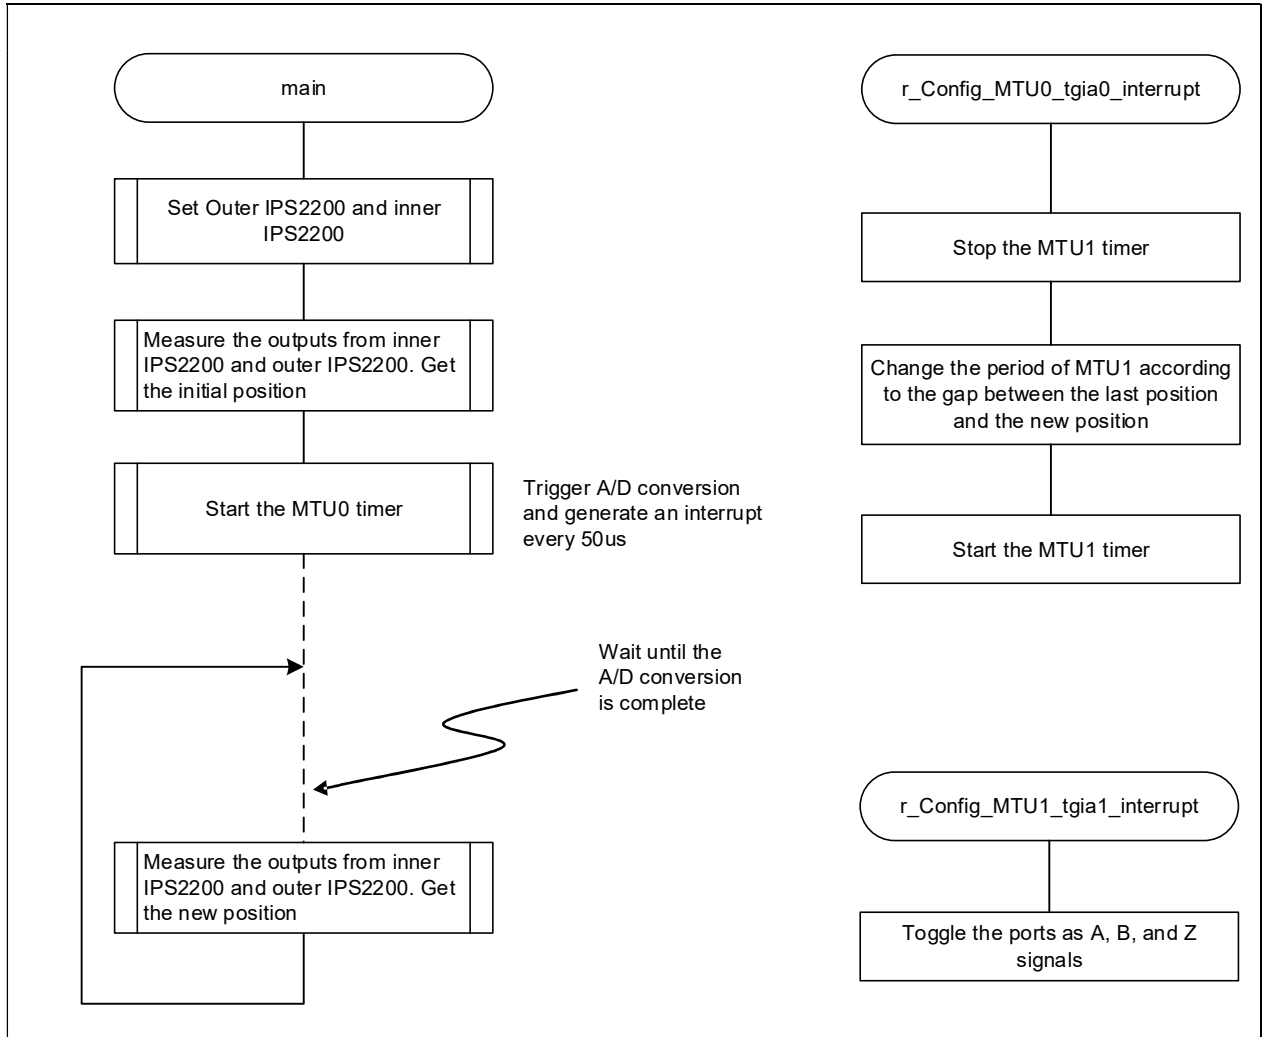 main
Set Outer IPS2200 and inner
IPS2200
Measure the outputs from inner
IPS2200 and outer IPS2200. Get
the initial position
Start the MTU0 timer
Trigger A/D conversion
and generate an interrupt
every 50us
Wait until the
A/D conversion
is complete
Measure the outputs from inner
IPS2200 and outer IPS2200. Get
the new position
r_Config_MTU0_tgia0_interrupt
Stop the MTU1 timer
Change the period of MTU1 according
to the gap between the last position
and the new position
Start the MTU1 timer
r_Config_MTU1_tgia1_interrupt
Toggle the ports as A, B, and Z
signals